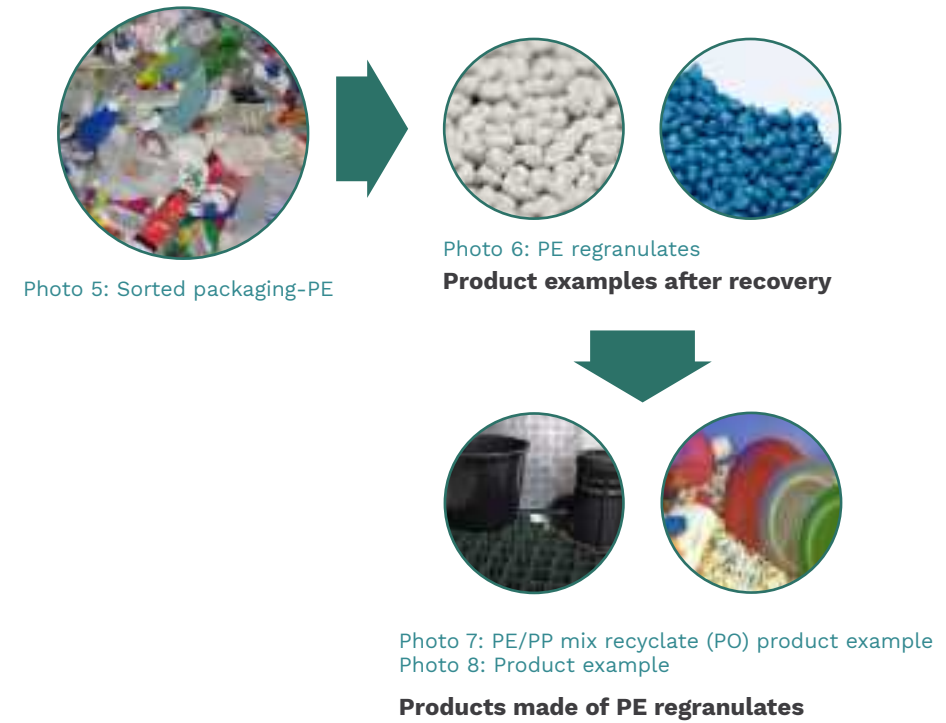 Photo 5: Sorted packaging-PE
Photo 6: PE regranulates
Product examples after recovery
Photo 7: PE/PP mix recyclate (PO) product example
Photo 8: Product example
Products made of PE regranulates